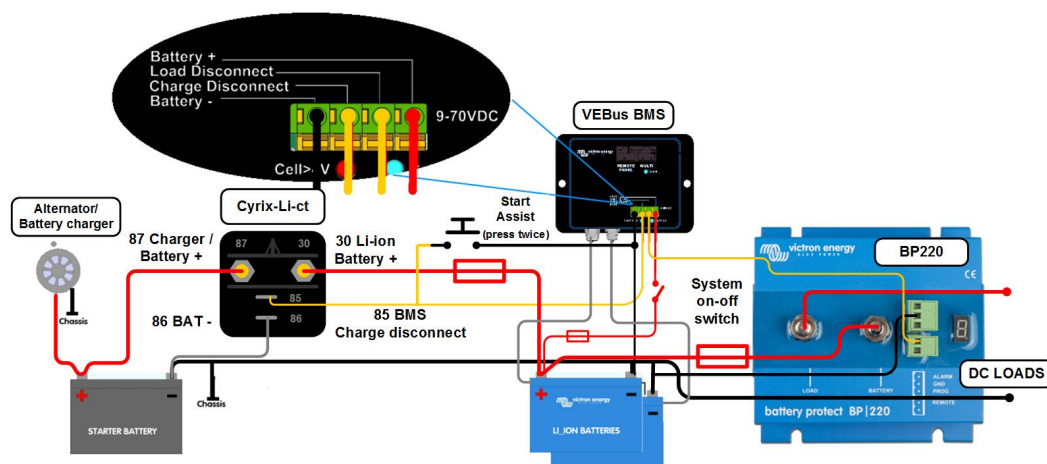 Battery +
Load Disconnect
Charge Disconnect
Battery -
9-70VDC
Cell> V
VEBus BMS
REMOTE PANEL
MULTI
Alternator/
Battery charger
Cyrix-Li-ct
Start
Assist
(press twice)
87 Charger /
Battery +
87
30
30 Li-ion
Battery +
85
86
Chassis
86 BAT -
85 BMS
Charge disconnect
System
on-off
switch
victron energy
BLUE POWER
BP220
CE
LOAD
BATTERY
ALARM
GND
PROG
REMOTE
battery protect BP|220
DC LOADS
+
-
STARTER BATTERY
Chassis
+
-
-
victron energy
LI_ION BATTERIES